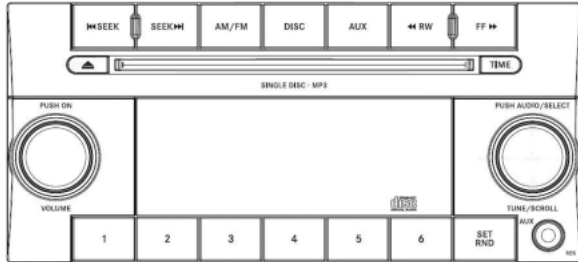 SEEK
SEEK
AM/FM
DISC
AUX
RW
FF
TIME
SINGLE DISC - MP3
PUSH ON
PUSH AUDIO/SELECT
disc
VOLUME
TUNE/SCROLL
AUX
1
2
3
4
5
6
SET
RND